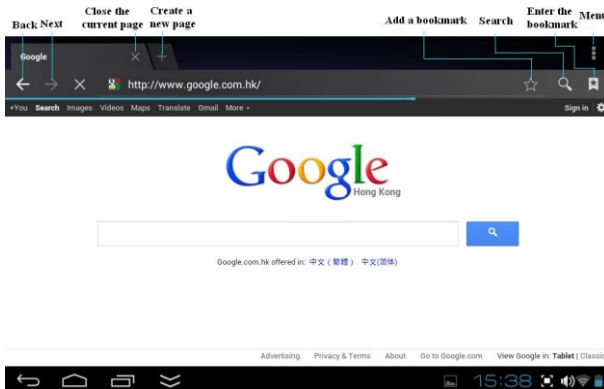 Back Next
Close the
current page
Create a
new page
Add a bookmark
Search
Enter the
bookmark
Menu
Google
http://www.google.com.hk/
+You Search Images Videos Maps Translate Gmail More
Sign in
Google
Hong Kong
Google.com.hk offered in: 中文（繁體） 中文(简体)
Advertising Privacy & Terms About Go to Google.com View Google in: Tablet | Classic
15:38